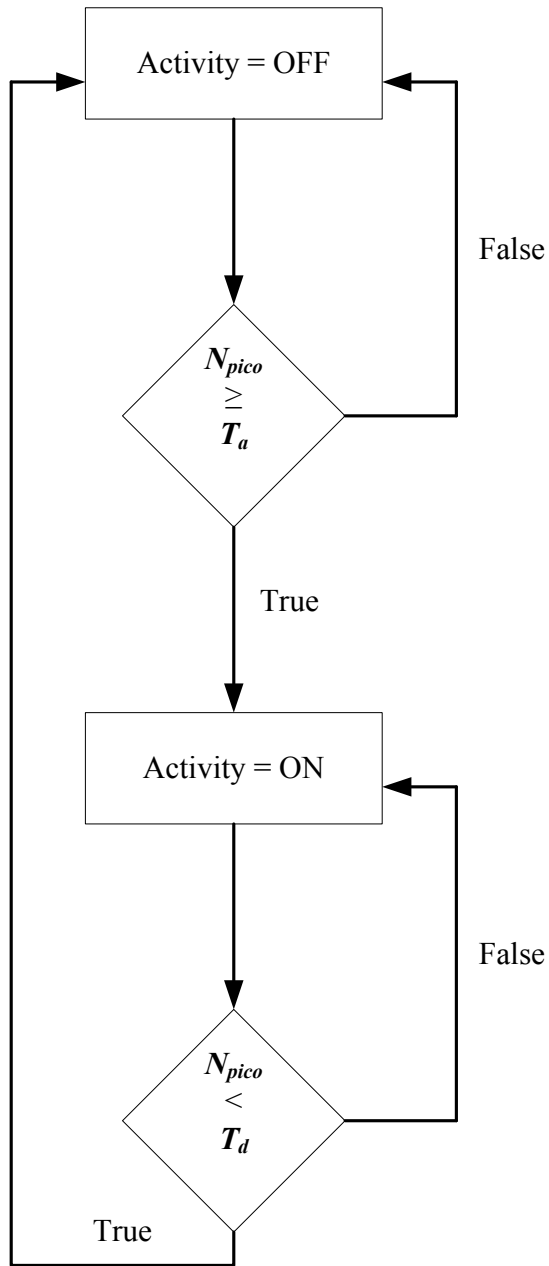 Activity = OFF
False
N_pico
≥
T_a
True
Activity = ON
False
N_pico
<
T_d
True